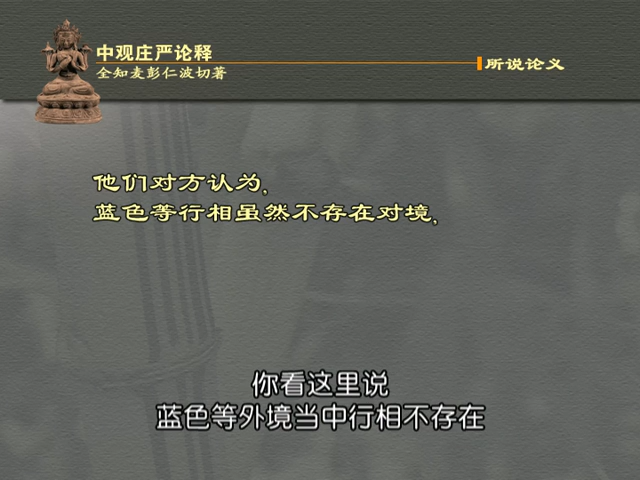 中观庄严论释
全知麦彭仁波切著
所说论义
他们对方认为，
蓝色等行相虽然不存在对境，
你看这里说
蓝色等外境当中行相不存在